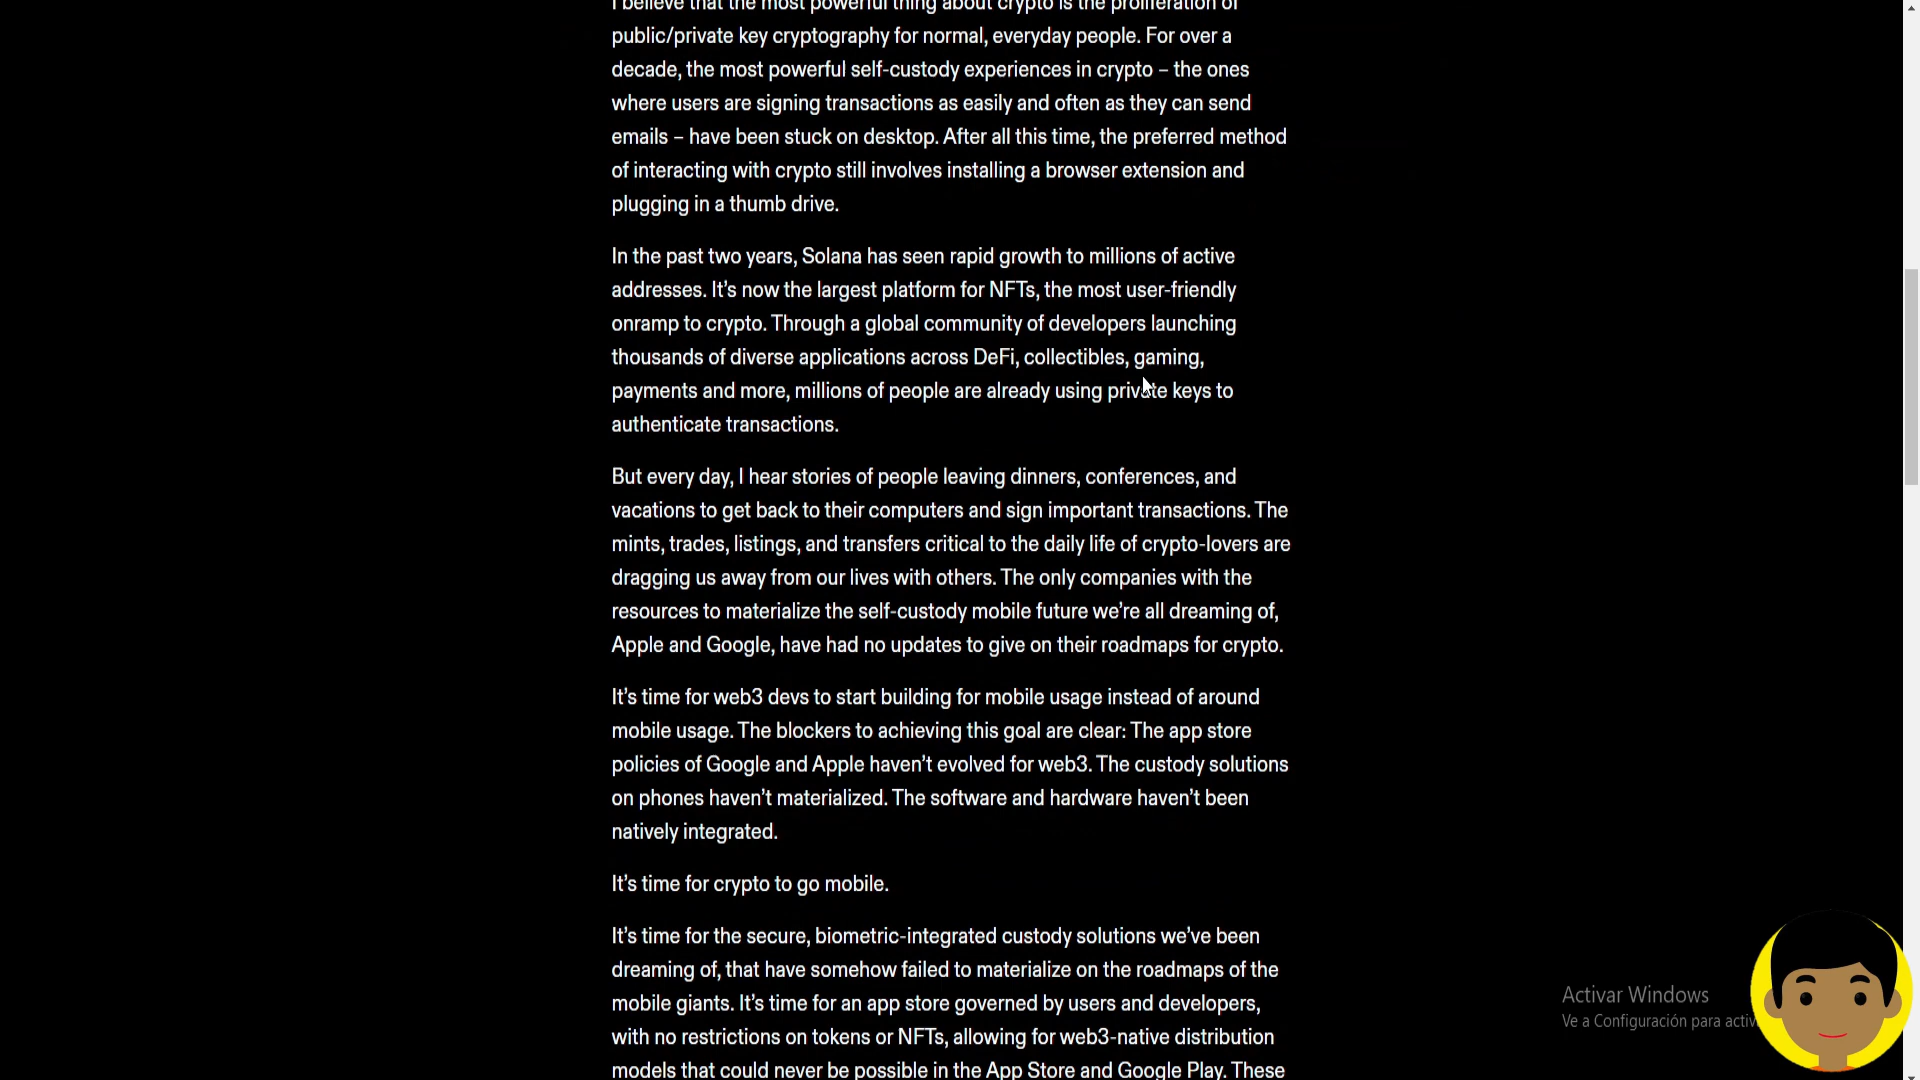 I believe that the most powerful thing about crypto is the proliferation of
public/private key cryptography for normal, everyday people. For over a
decade, the most powerful self-custody experiences in crypto – the ones
where users are signing transactions as easily and often as they can send
emails – have been stuck on desktop. After all this time, the preferred method
of interacting with crypto still involves installing a browser extension and
plugging in a thumb drive.
In the past two years, Solana has seen rapid growth to millions of active
addresses. It’s now the largest platform for NFTs, the most user-friendly
onramp to crypto. Through a global community of developers launching
thousands of diverse applications across DeFi, collectibles, gaming,
payments and more, millions of people are already using private keys to
authenticate transactions.
But every day, I hear stories of people leaving dinners, conferences, and
vacations to get back to their computers and sign important transactions. The
mints, trades, listings, and transfers critical to the daily life of crypto-lovers are
dragging us away from our lives with others. The only companies with the
resources to materialize the self-custody mobile future we’re all dreaming of,
Apple and Google, have had no updates to give on their roadmaps for crypto.
It’s time for web3 devs to start building for mobile usage instead of around
mobile usage. The blockers to achieving this goal are clear: The app store
policies of Google and Apple haven’t evolved for web3. The custody solutions
on phones haven’t materialized. The software and hardware haven’t been
natively integrated.
It’s time for crypto to go mobile.
It’s time for the secure, biometric-integrated custody solutions we’ve been
dreaming of, that have somehow failed to materialize on the roadmaps of the
mobile giants. It’s time for an app store governed by users and developers,
with no restrictions on tokens or NFTs, allowing for web3-native distribution
models that could never be possible in the App Store and Google Play. These
Activar Windows
Ve a Configuración para activ